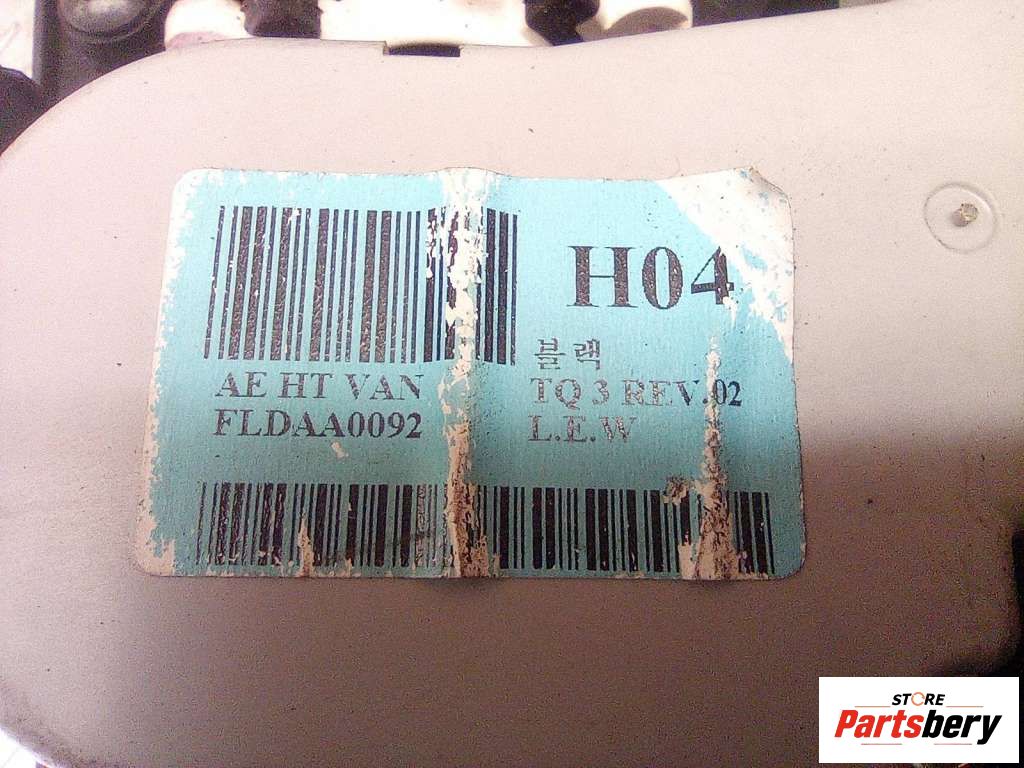 H04
블랙
AE HT VAN
TQ 3 REV.02
FLDAA0092
L.E.W
STORE
Partsbery